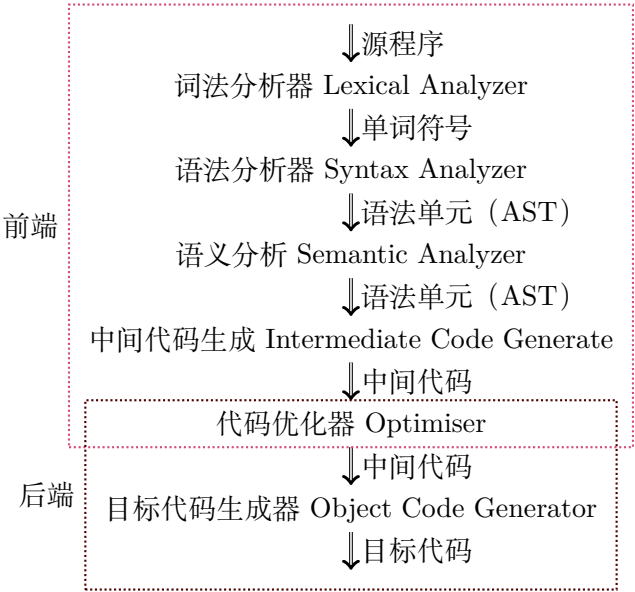 源程序
词法分析器 Lexical Analyzer
单词符号
语法分析器 Syntax Analyzer
语法单元（AST）
前端
语义分析 Semantic Analyzer
语法单元（AST）
中间代码生成 Intermediate Code Generate
中间代码
代码优化器 Optimiser
中间代码
后端
目标代码生成器 Object Code Generator
目标代码